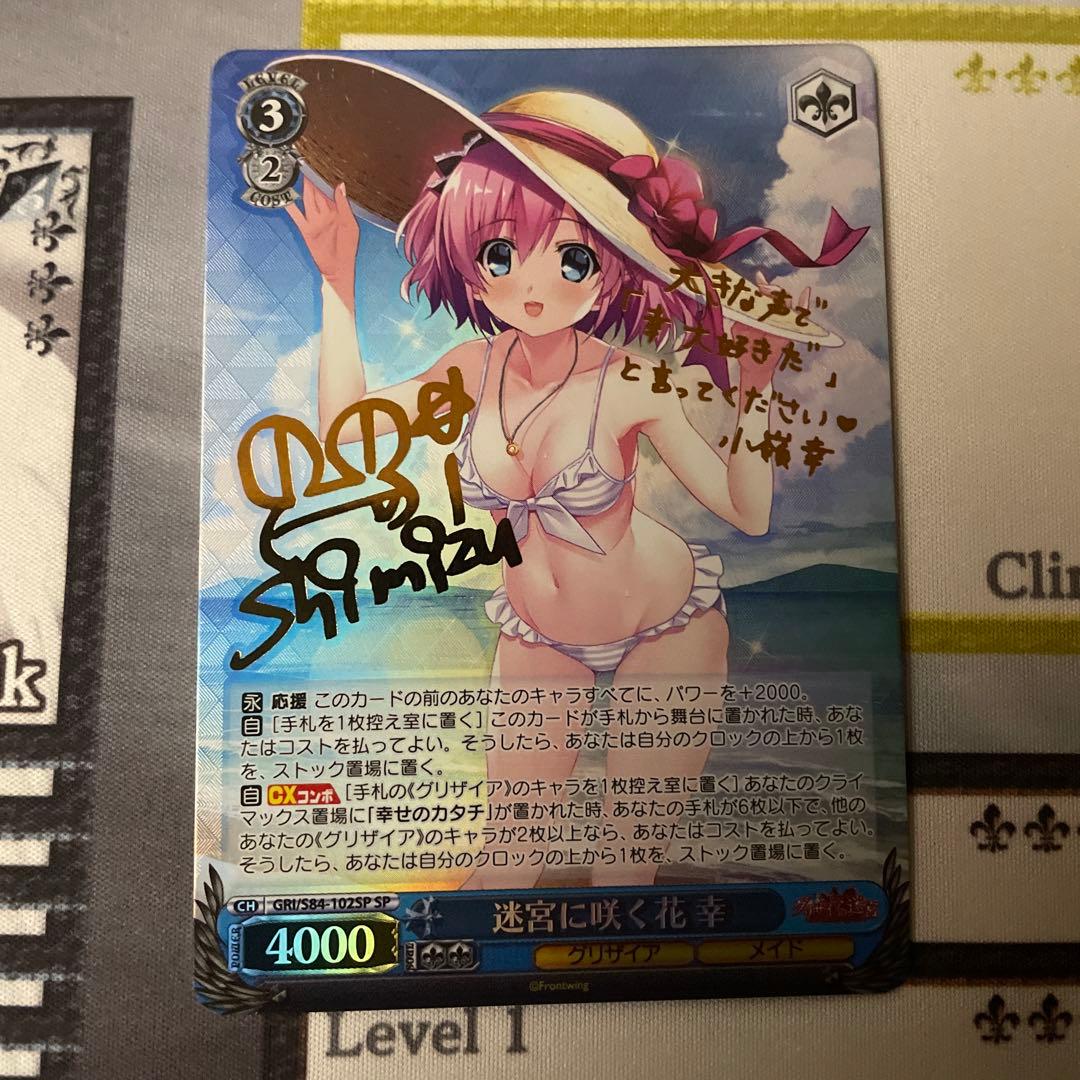 LEVEL
3
2
COST
大きな声で
「幸大好きだ」
と言ってください♥
小嶺幸
Shimizu
永 応援 このカードの前のあなたのキャラすべてに、パワーを+2000。
自 [手札を1枚控え室に置く] このカードが手札から舞台に置かれた時、あな
たはコストを払ってよい。そうしたら、あなたは自分のクロックの上から1枚
を、ストック置場に置く。
自 CXコンボ [手札の《グリザイア》のキャラを1枚控え室に置く] あなたのクライ
マックス置場に「幸せのカタチ」が置かれた時、あなたの手札が6枚以下で、他の
あなたの《グリザイア》のキャラが2枚以上なら、あなたはコストを払ってよい。
そうしたら、あなたは自分のクロックの上から1枚を、ストック置場に置く。
CH GRI/S84-102SP SP
迷宮に咲く花 幸
POWER 4000 SOUL
グリザイア メイド
©Frontwing
k
Clim
Level 1